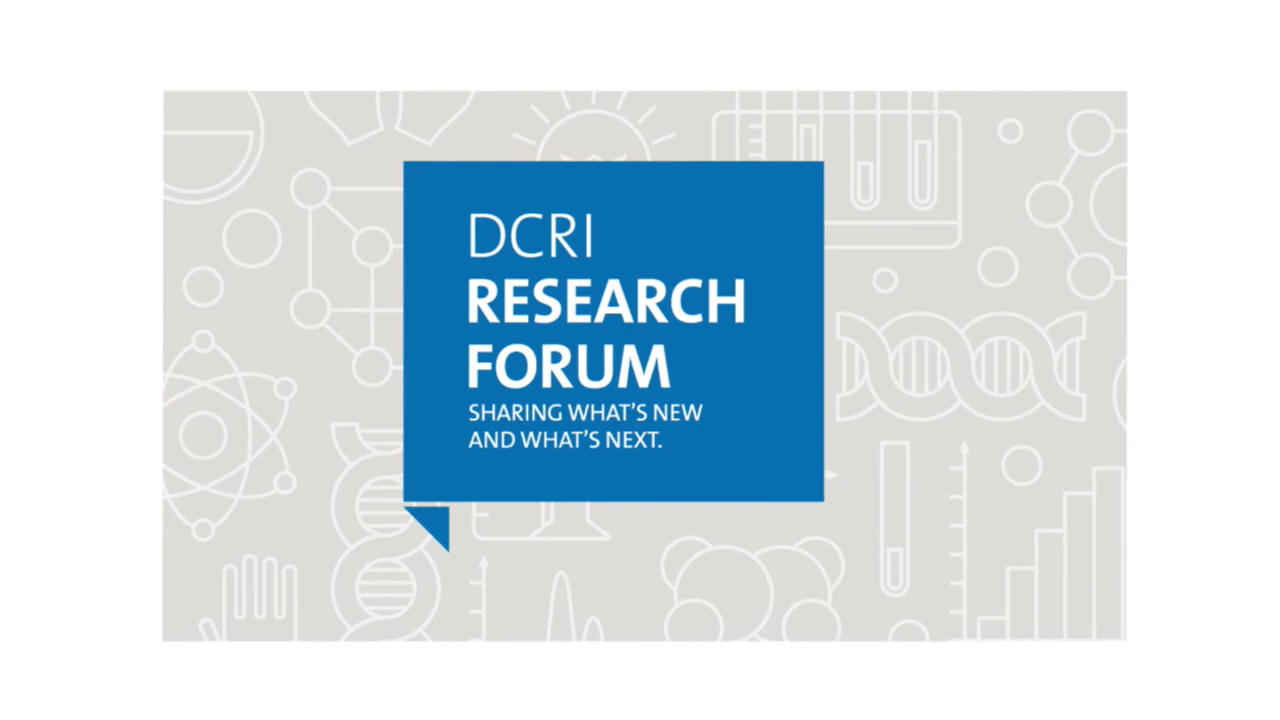 DCRI
RESEARCH
FORUM
SHARING WHAT'S NEW
AND WHAT'S NEXT.